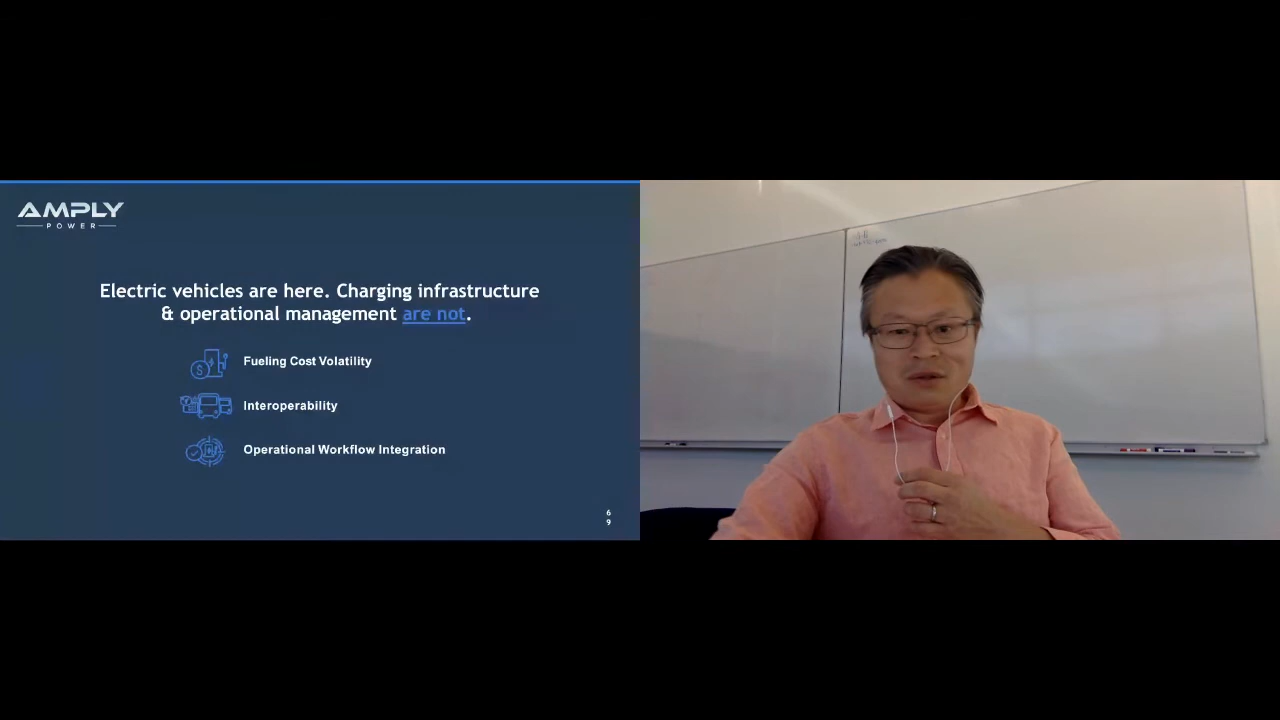 AMPLY
POWER
Electric vehicles are here. Charging infrastructure
& operational management are not.
Fueling Cost Volatility
Interoperability
Operational Workflow Integration
6
9